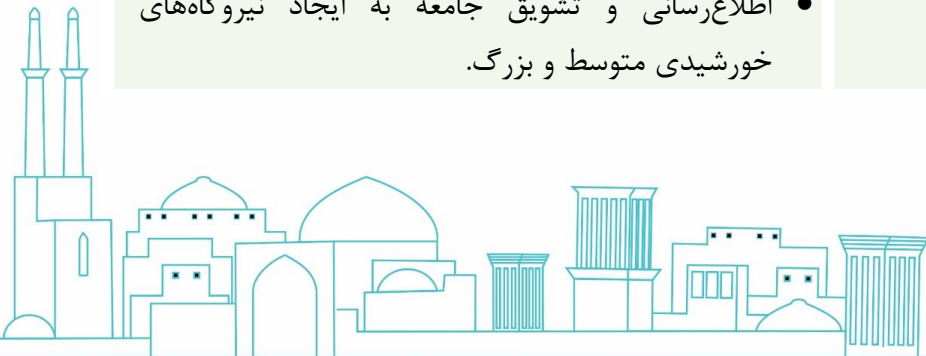 • اطلاع‌رسانی و تشویق جامعه به ایجاد نیروگاه‌های
خورشیدی متوسط و بزرگ.